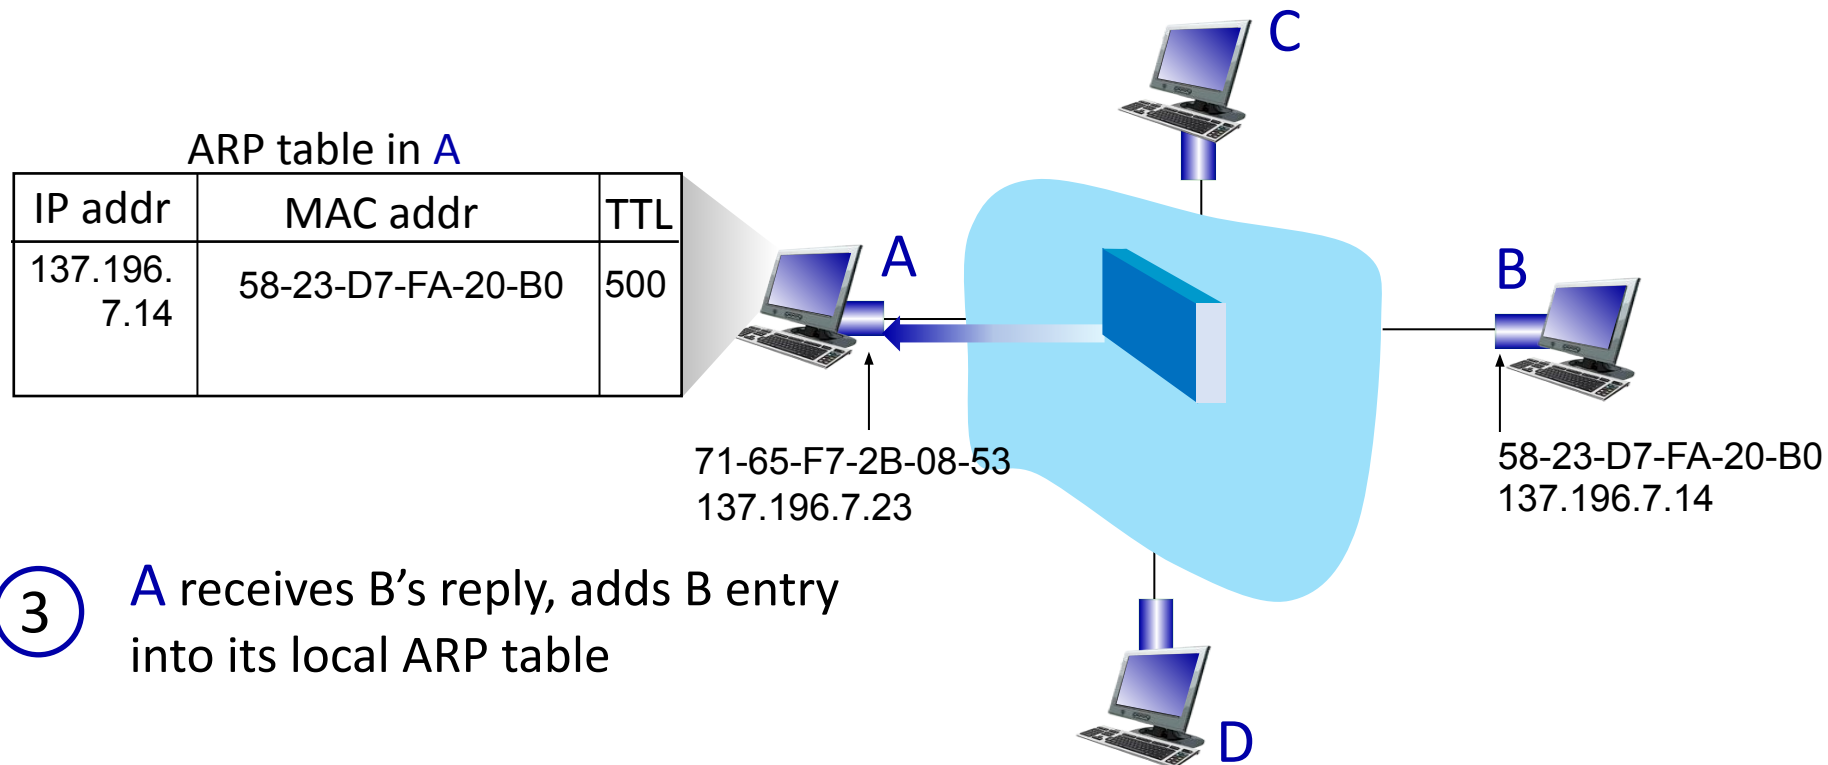 C
ARP table in A
IP addr MAC addr TTL
137.196.
7.14
58-23-D7-FA-20-B0 500
A
B
71-65-F7-2B-08-53
137.196.7.23
58-23-D7-FA-20-B0
137.196.7.14
3
A receives B’s reply, adds B entry
into its local ARP table
D